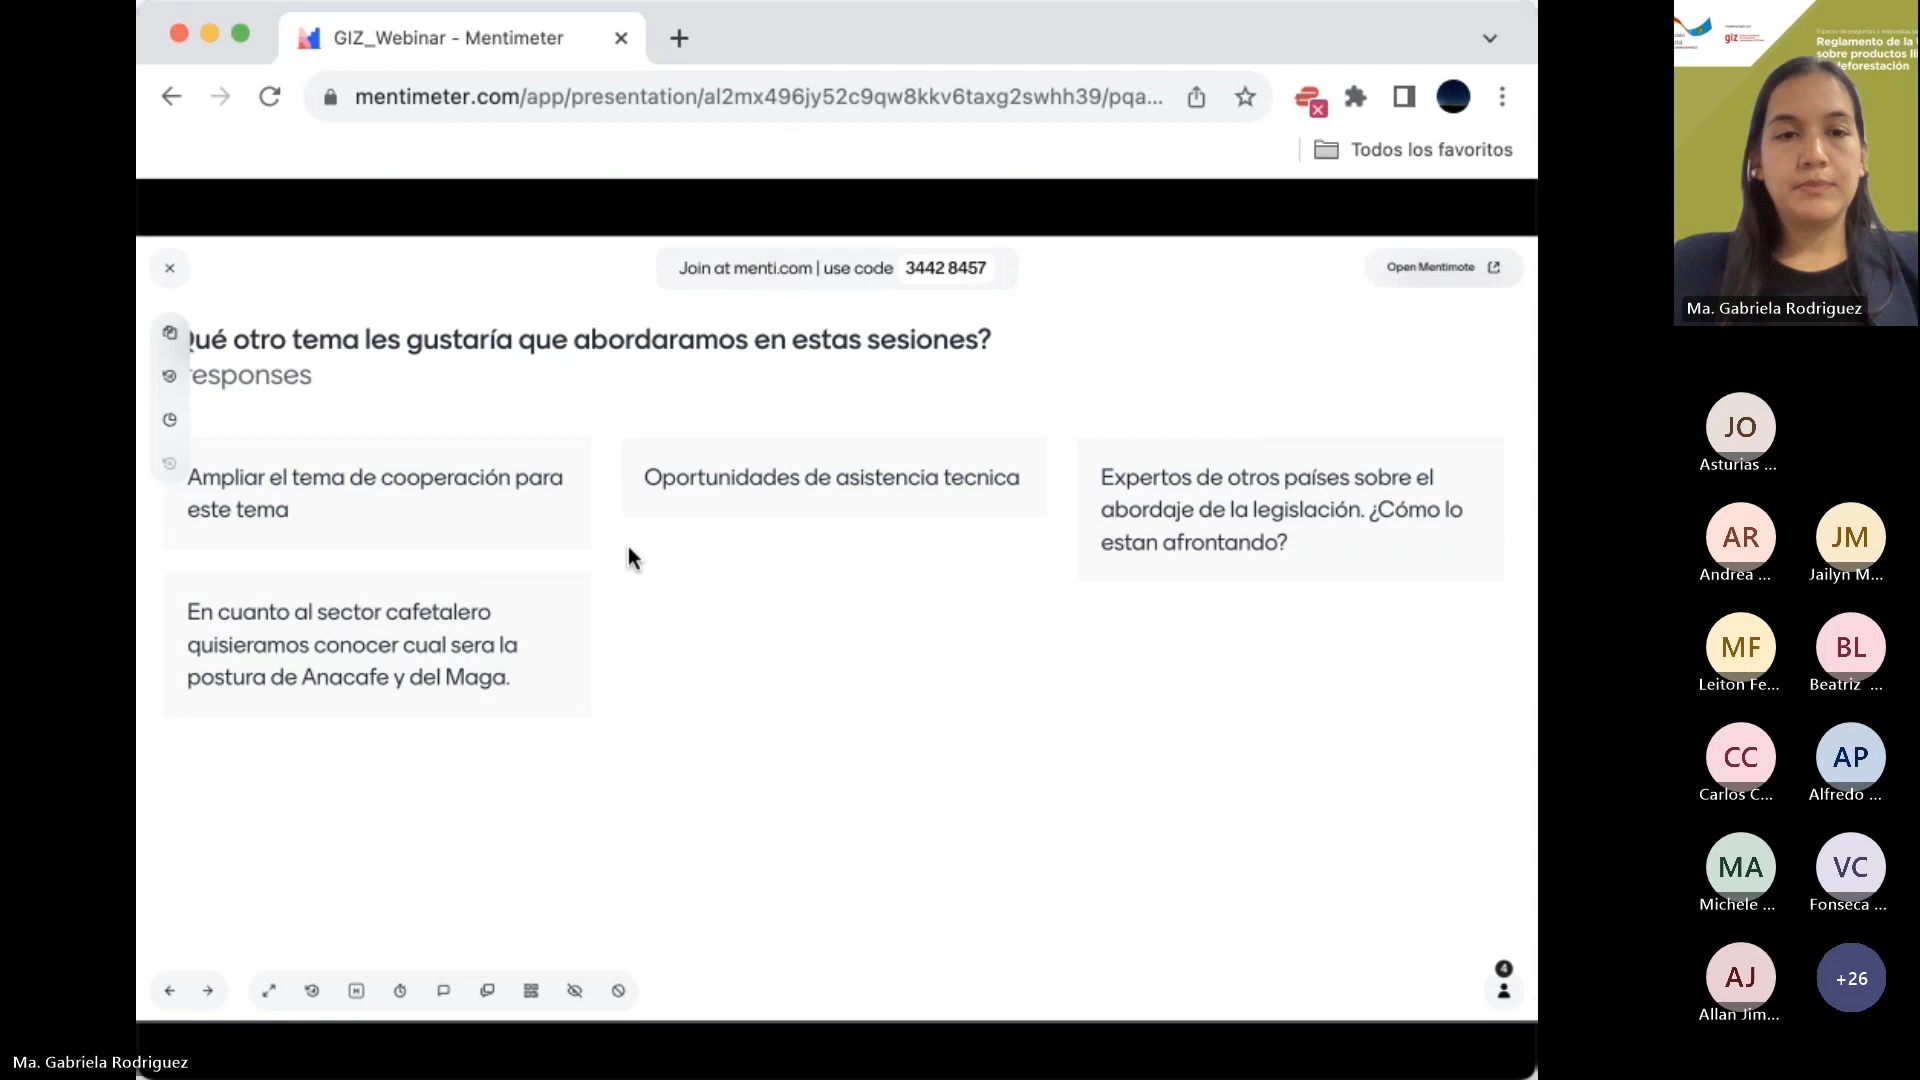 GIZ_Webinar - Mentimeter
mentimeter.com/app/presentation/al2mx496jy52c9qw8kkv6taxg2swhh39/pqa...
Todos los favoritos
Join at menti.com | use code 3442 8457
Open Mentimote
Qué otro tema les gustaría que abordaramos en estas sesiones?
responses
Ampliar el tema de cooperación para
este tema
Oportunidades de asistencia tecnica
Expertos de otros países sobre el
abordaje de la legislación. ¿Cómo lo
estan afrontando?
En cuanto al sector cafetalero
quisieramos conocer cual sera la
postura de Anacafe y del Maga.
4
Ma. Gabriela Rodriguez
giz
Reglamento de la
sobre productos li
deforestación
Ma. Gabriela Rodriguez
JO
Asturias ...
AR
Andrea ...
JM
Jailyn M...
MF
Leiton Fe...
BL
Beatriz ...
CC
Carlos C...
AP
Alfredo ...
MA
Michele ...
VC
Fonseca ...
AJ
Allan Jim...
+26